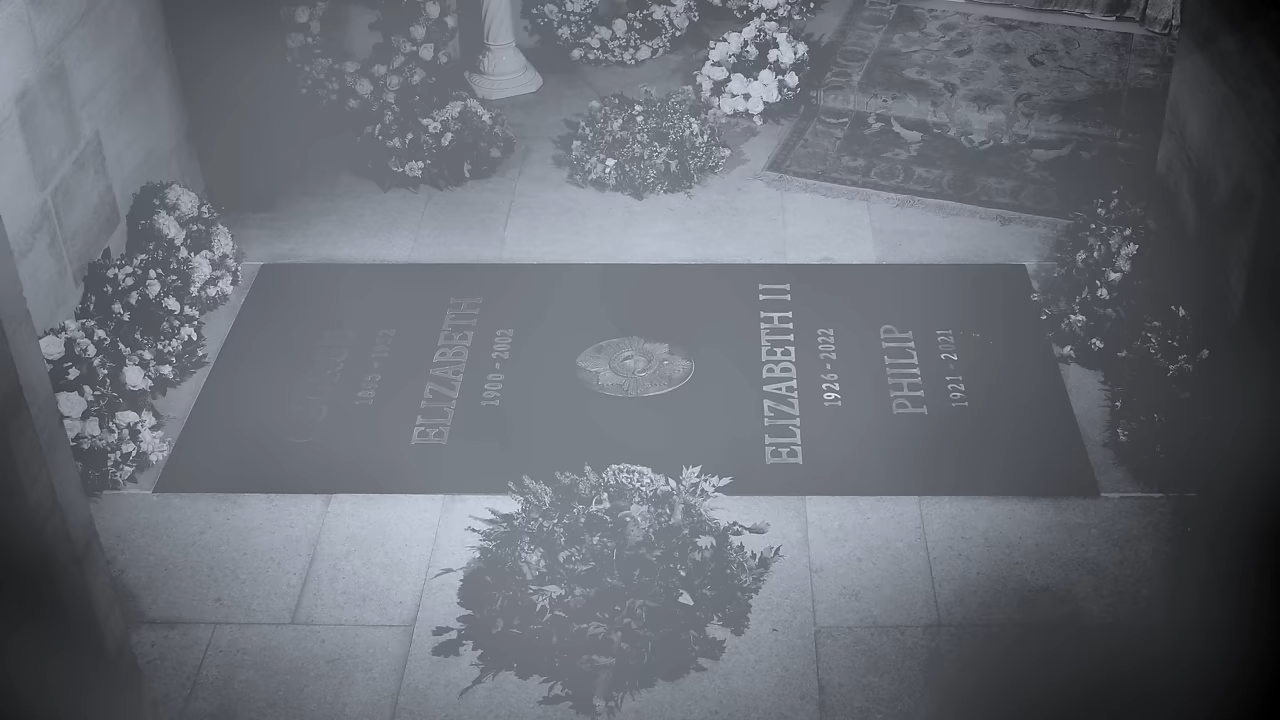 ELIZABETH
1900 - 2002
ELIZABETH II
1926 - 2022
PHILIP
1921 - 2021